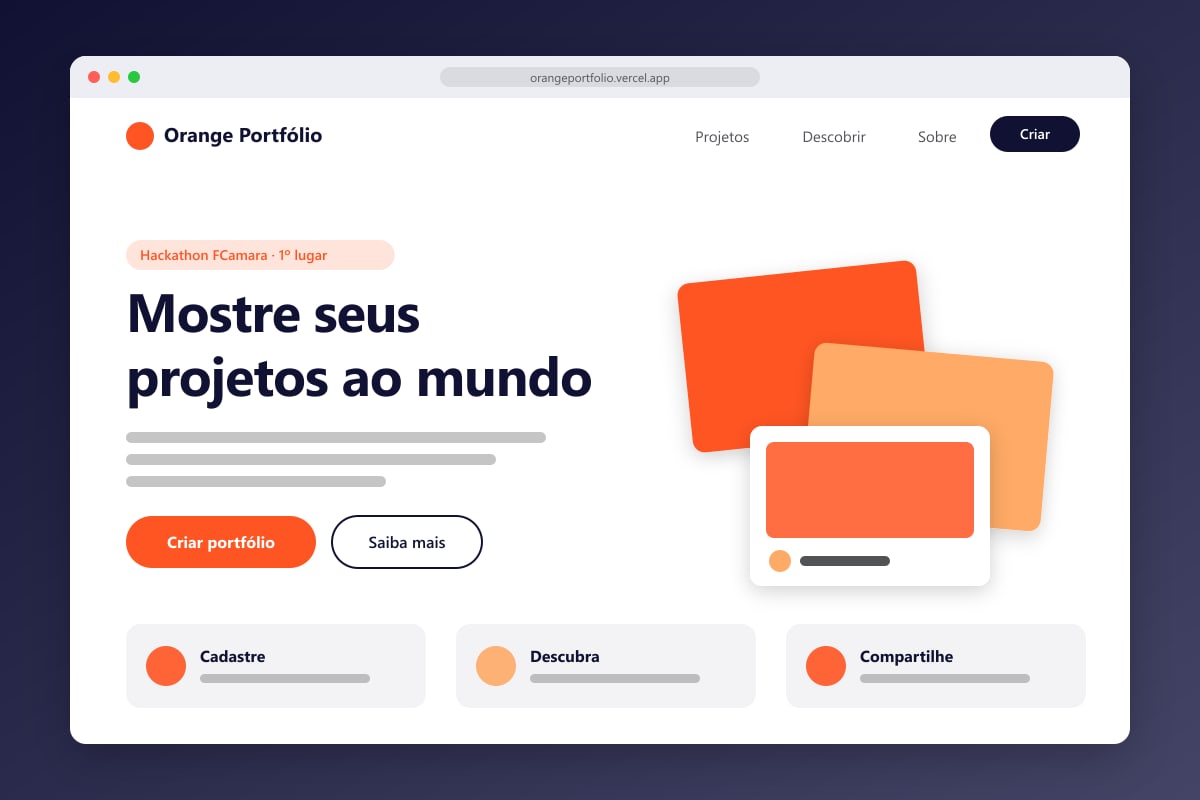 orangeportfolio.vercel.app
Orange Portfólio
Projetos
Descobrir
Sobre
Criar
Hackathon FCamara · 1º lugar
Mostre seus
projetos ao mundo
Criar portfólio
Saiba mais
Cadastre
Descubra
Compartilhe